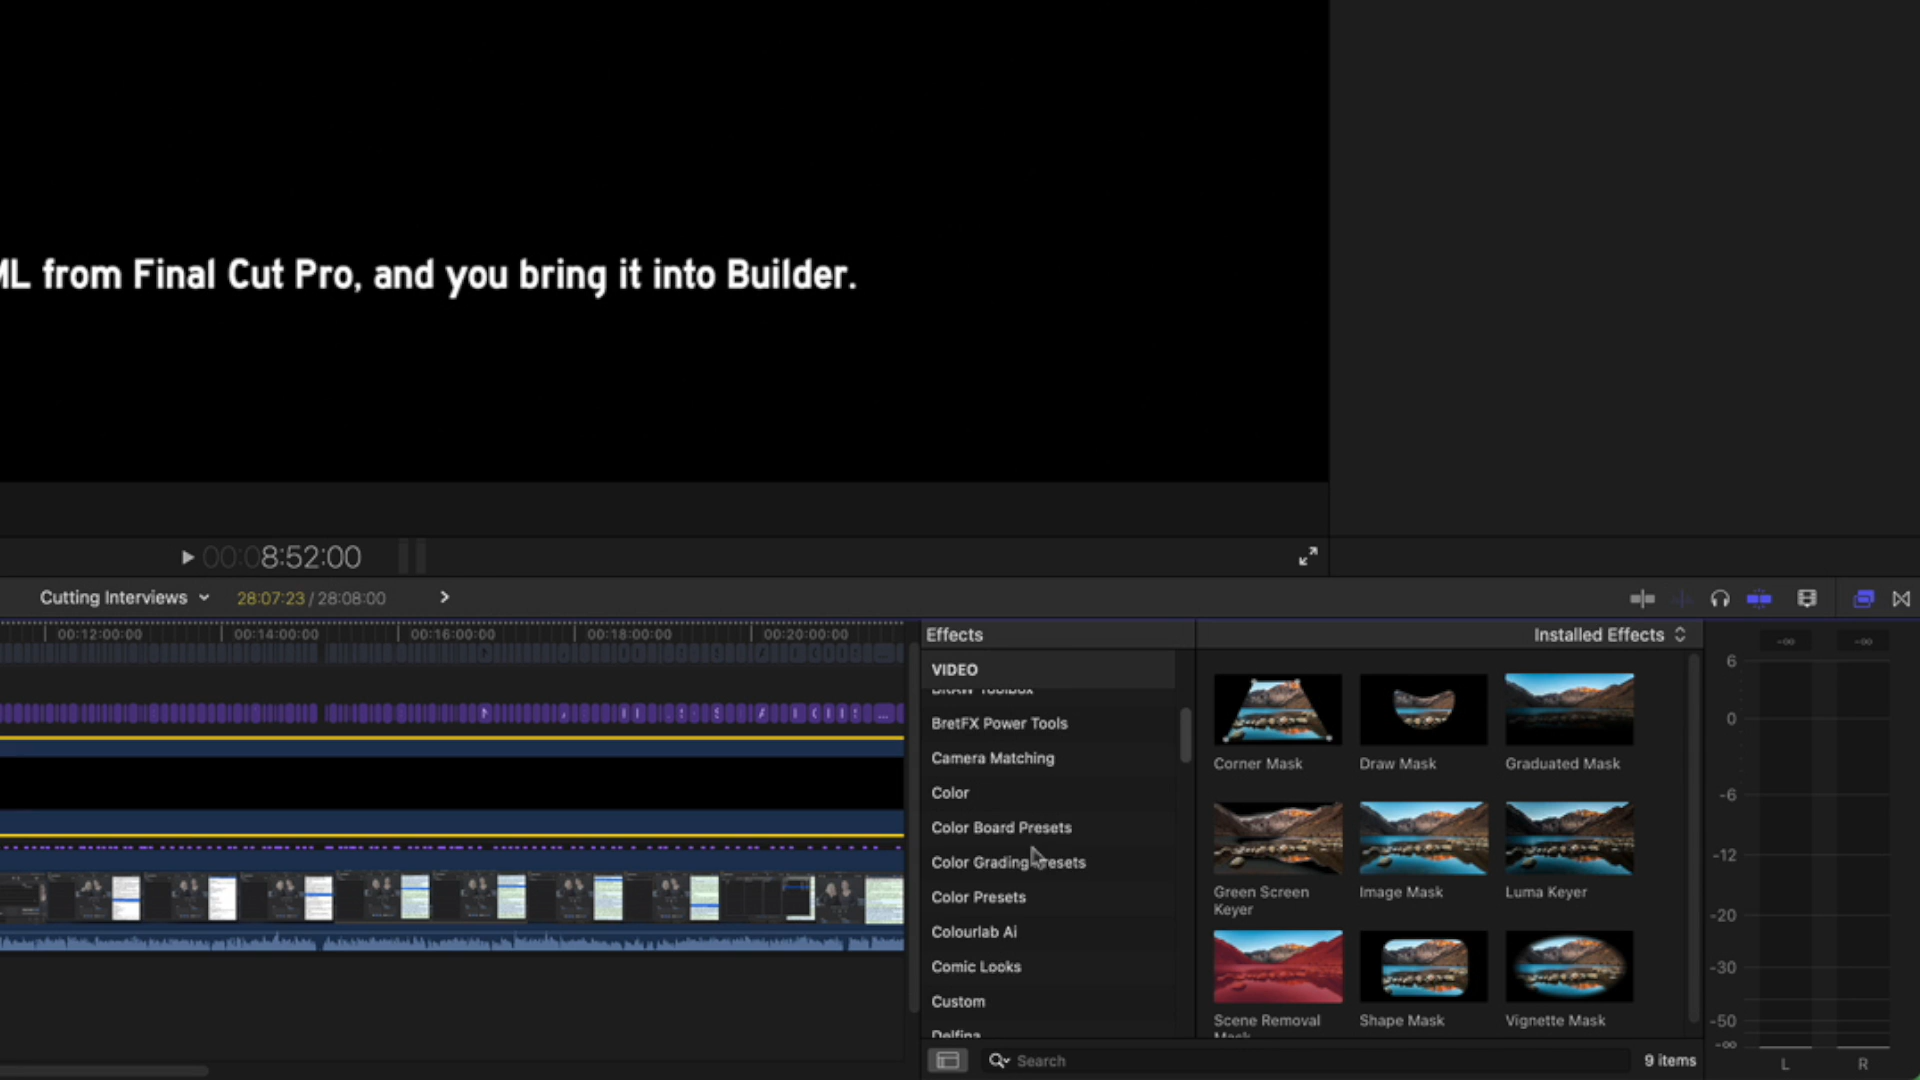 ML from Final Cut Pro, and you bring it into Builder.
00:08:52:00
Cutting Interviews 28:07:23 / 28:08:00
00:12:00:00 00:14:00:00 00:16:00:00 00:18:00:00 00:20:00:00
Effects
Installed Effects
VIDEO
BRAW Toolbox
BretFX Power Tools
Camera Matching
Color
Color Board Presets
Color Grading Presets
Color Presets
Colourlab Ai
Comic Looks
Custom
Delfina
Corner Mask
Draw Mask
Graduated Mask
Green Screen
Keyer
Image Mask
Luma Keyer
Scene Removal
Mask
Shape Mask
Vignette Mask
Search
9 items
-∞ -∞
6
0
-6
-12
-20
-30
-50
-∞
L R